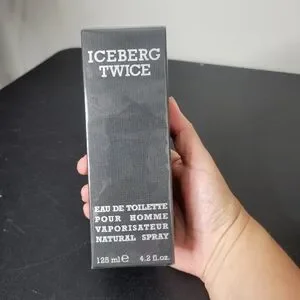 ICEBERG
TWICE
EAU DE TOILETTE
POUR HOMME
VAPORISATEUR
NATURAL SPRAY
125 ml ℮ 4.2 fl.oz.